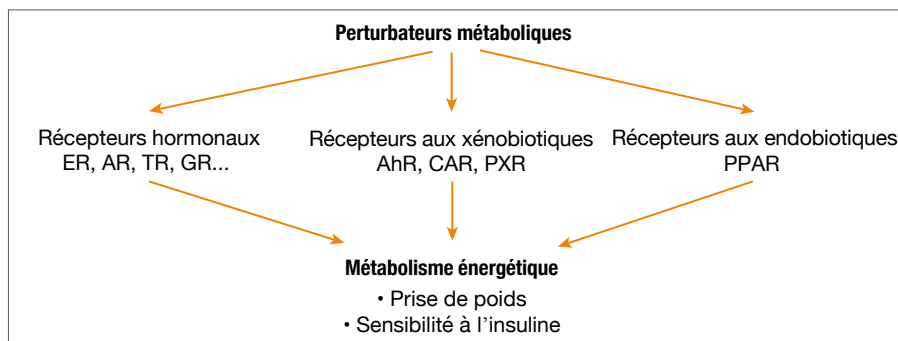 Perturbateurs métaboliques
Récepteurs hormonaux
ER, AR, TR, GR...
Récepteurs aux xénobiotiques
AhR, CAR, PXR
Récepteurs aux endobiotiques
PPAR
Métabolisme énergétique
• Prise de poids
• Sensibilité à l'insuline